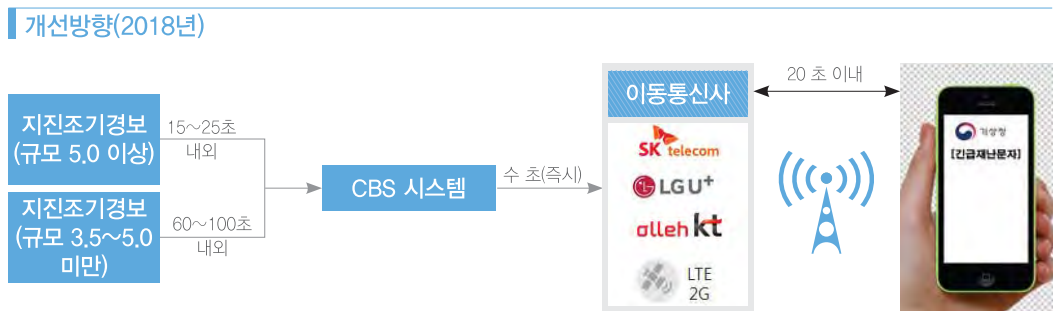 개선방향(2018년)
지진조기경보
(규모 5.0 이상)
15~25초
내외
지진조기경보
(규모 3.5~5.0
미만)
60~100초
내외
CBS 시스템
수 초(즉시)
이동통신사
SK telecom
LG U+
olleh kt
LTE
2G
20 초 이내
기상청
[긴급재난문자]